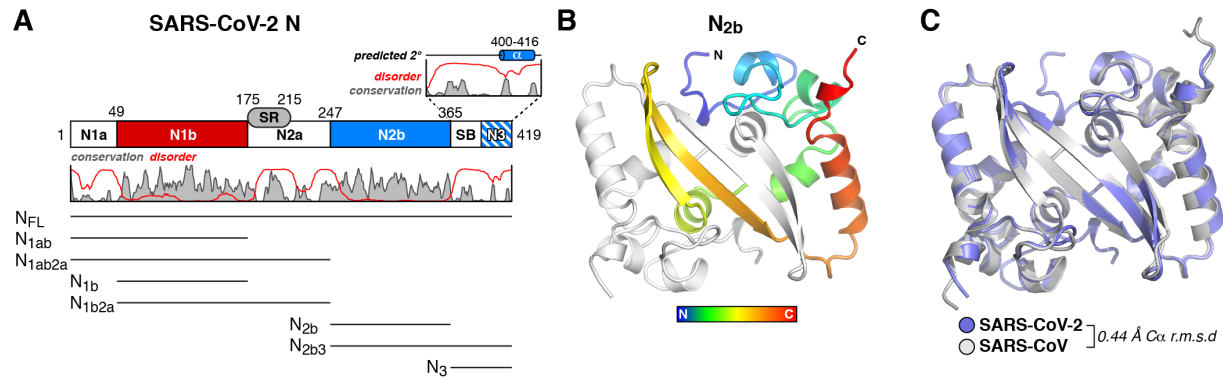 A
SARS-CoV-2 N
400-416
predicted 2° α
disorder
conservation
175 215
49 247 365
SR
1 N1a N1b N2a N2b SB N3 419
conservation disorder
NFL
N1ab
N1ab2a
N1b
N1b2a
N2b
N2b3
N3
B
N2b
N
C
N C
C
SARS-CoV-2
SARS-CoV
0.44 Å Cα r.m.s.d